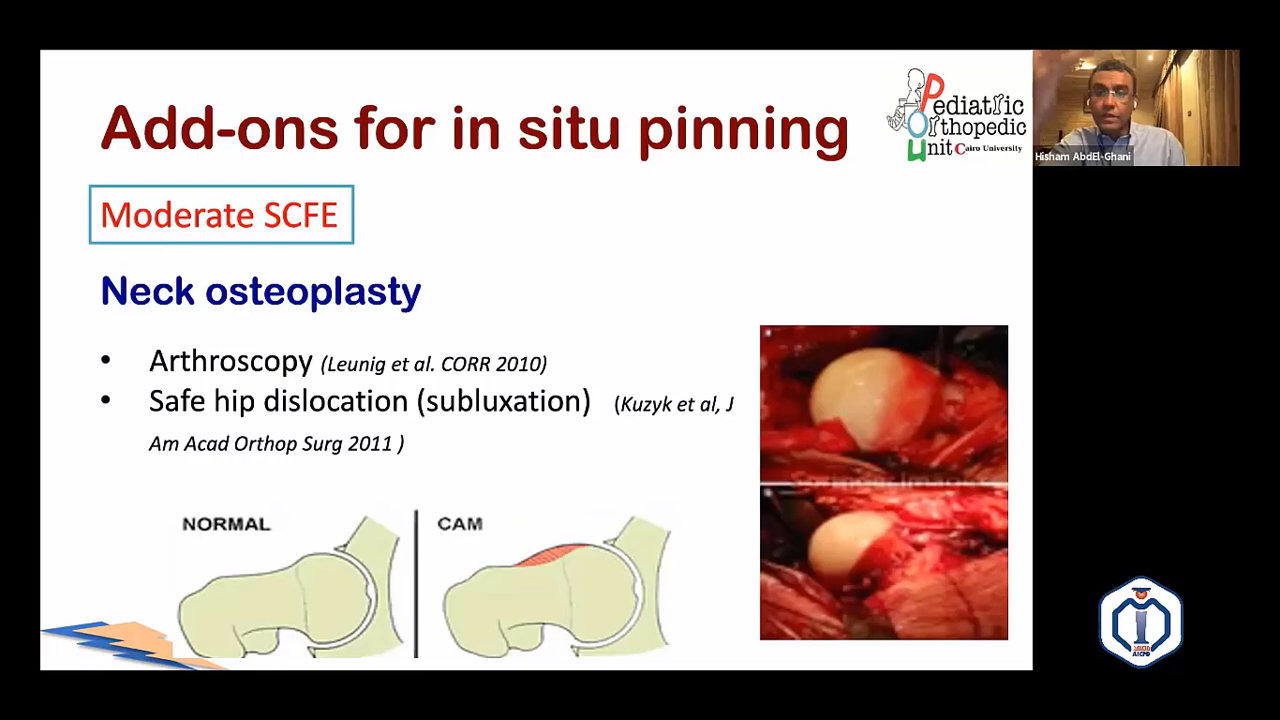 Add-ons for in situ pinning
Pediatric
Orthopedic
Unit Cairo University
Hisham AbdEl-Ghani
Moderate SCFE
Neck osteoplasty
• Arthroscopy (Leunig et al. CORR 2010)
• Safe hip dislocation (subluxation) (Kuzyk et al, J
Am Acad Orthop Surg 2011 )
NORMAL
CAM